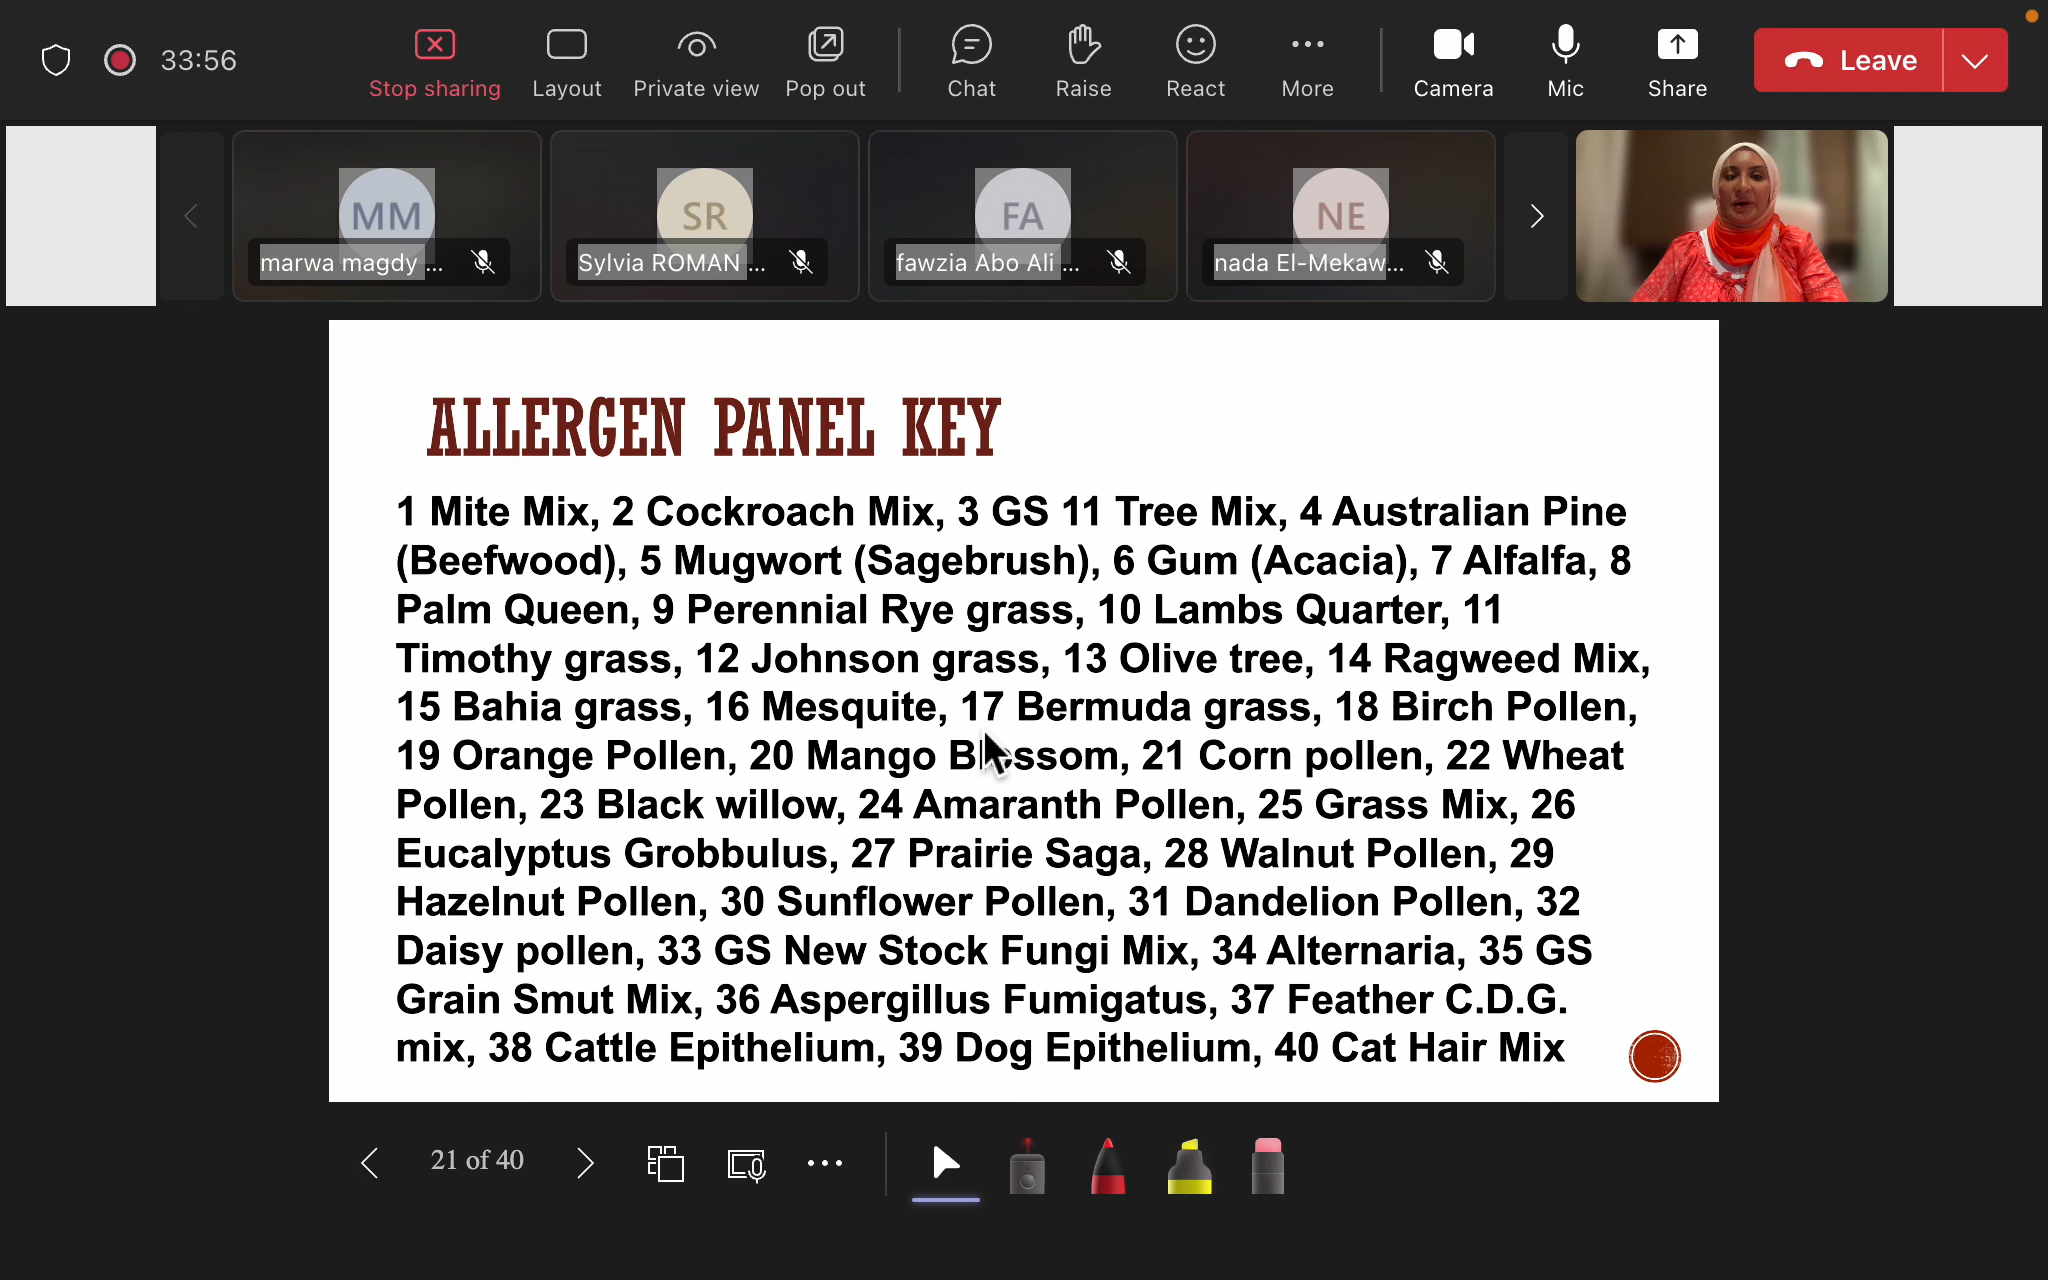 33:56
Stop sharing
Layout
Private view
Pop out
Chat
Raise
React
More
Camera
Mic
Share
Leave
MM
marwa magdy ...
SR
Sylvia ROMAN ...
FA
fawzia Abo Ali ...
NE
nada El-Mekaw...
ALLERGEN PANEL KEY
1 Mite Mix, 2 Cockroach Mix, 3 GS 11 Tree Mix, 4 Australian Pine
(Beefwood), 5 Mugwort (Sagebrush), 6 Gum (Acacia), 7 Alfalfa, 8
Palm Queen, 9 Perennial Rye grass, 10 Lambs Quarter, 11
Timothy grass, 12 Johnson grass, 13 Olive tree, 14 Ragweed Mix,
15 Bahia grass, 16 Mesquite, 17 Bermuda grass, 18 Birch Pollen,
19 Orange Pollen, 20 Mango Blossom, 21 Corn pollen, 22 Wheat
Pollen, 23 Black willow, 24 Amaranth Pollen, 25 Grass Mix, 26
Eucalyptus Grobbulus, 27 Prairie Saga, 28 Walnut Pollen, 29
Hazelnut Pollen, 30 Sunflower Pollen, 31 Dandelion Pollen, 32
Daisy pollen, 33 GS New Stock Fungi Mix, 34 Alternaria, 35 GS
Grain Smut Mix, 36 Aspergillus Fumigatus, 37 Feather C.D.G.
mix, 38 Cattle Epithelium, 39 Dog Epithelium, 40 Cat Hair Mix
21 of 40